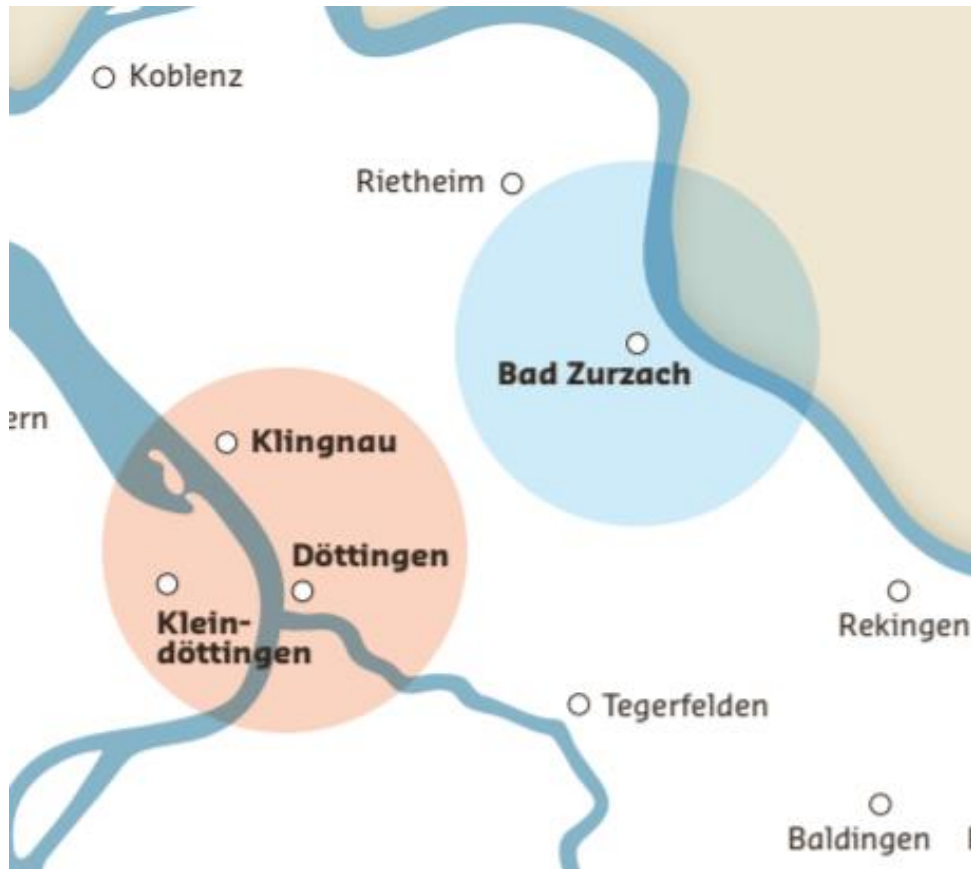 Koblenz
Rietheim
Bad Zurzach
ern
Klingnau
Döttingen
Klein-
döttingen
Rekingen
Tegerfelden
Baldingen